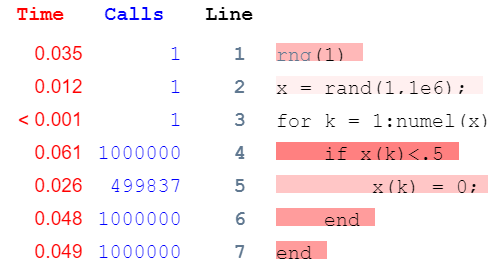 Time Calls Line
0.035 1 1 rng(1)
0.012 1 2 x = rand(1,1e6);
< 0.001 1 3 for k = 1:numel(x)
0.061 1000000 4 if x(k)<.5
0.026 499837 5 x(k) = 0;
0.048 1000000 6 end
0.049 1000000 7 end